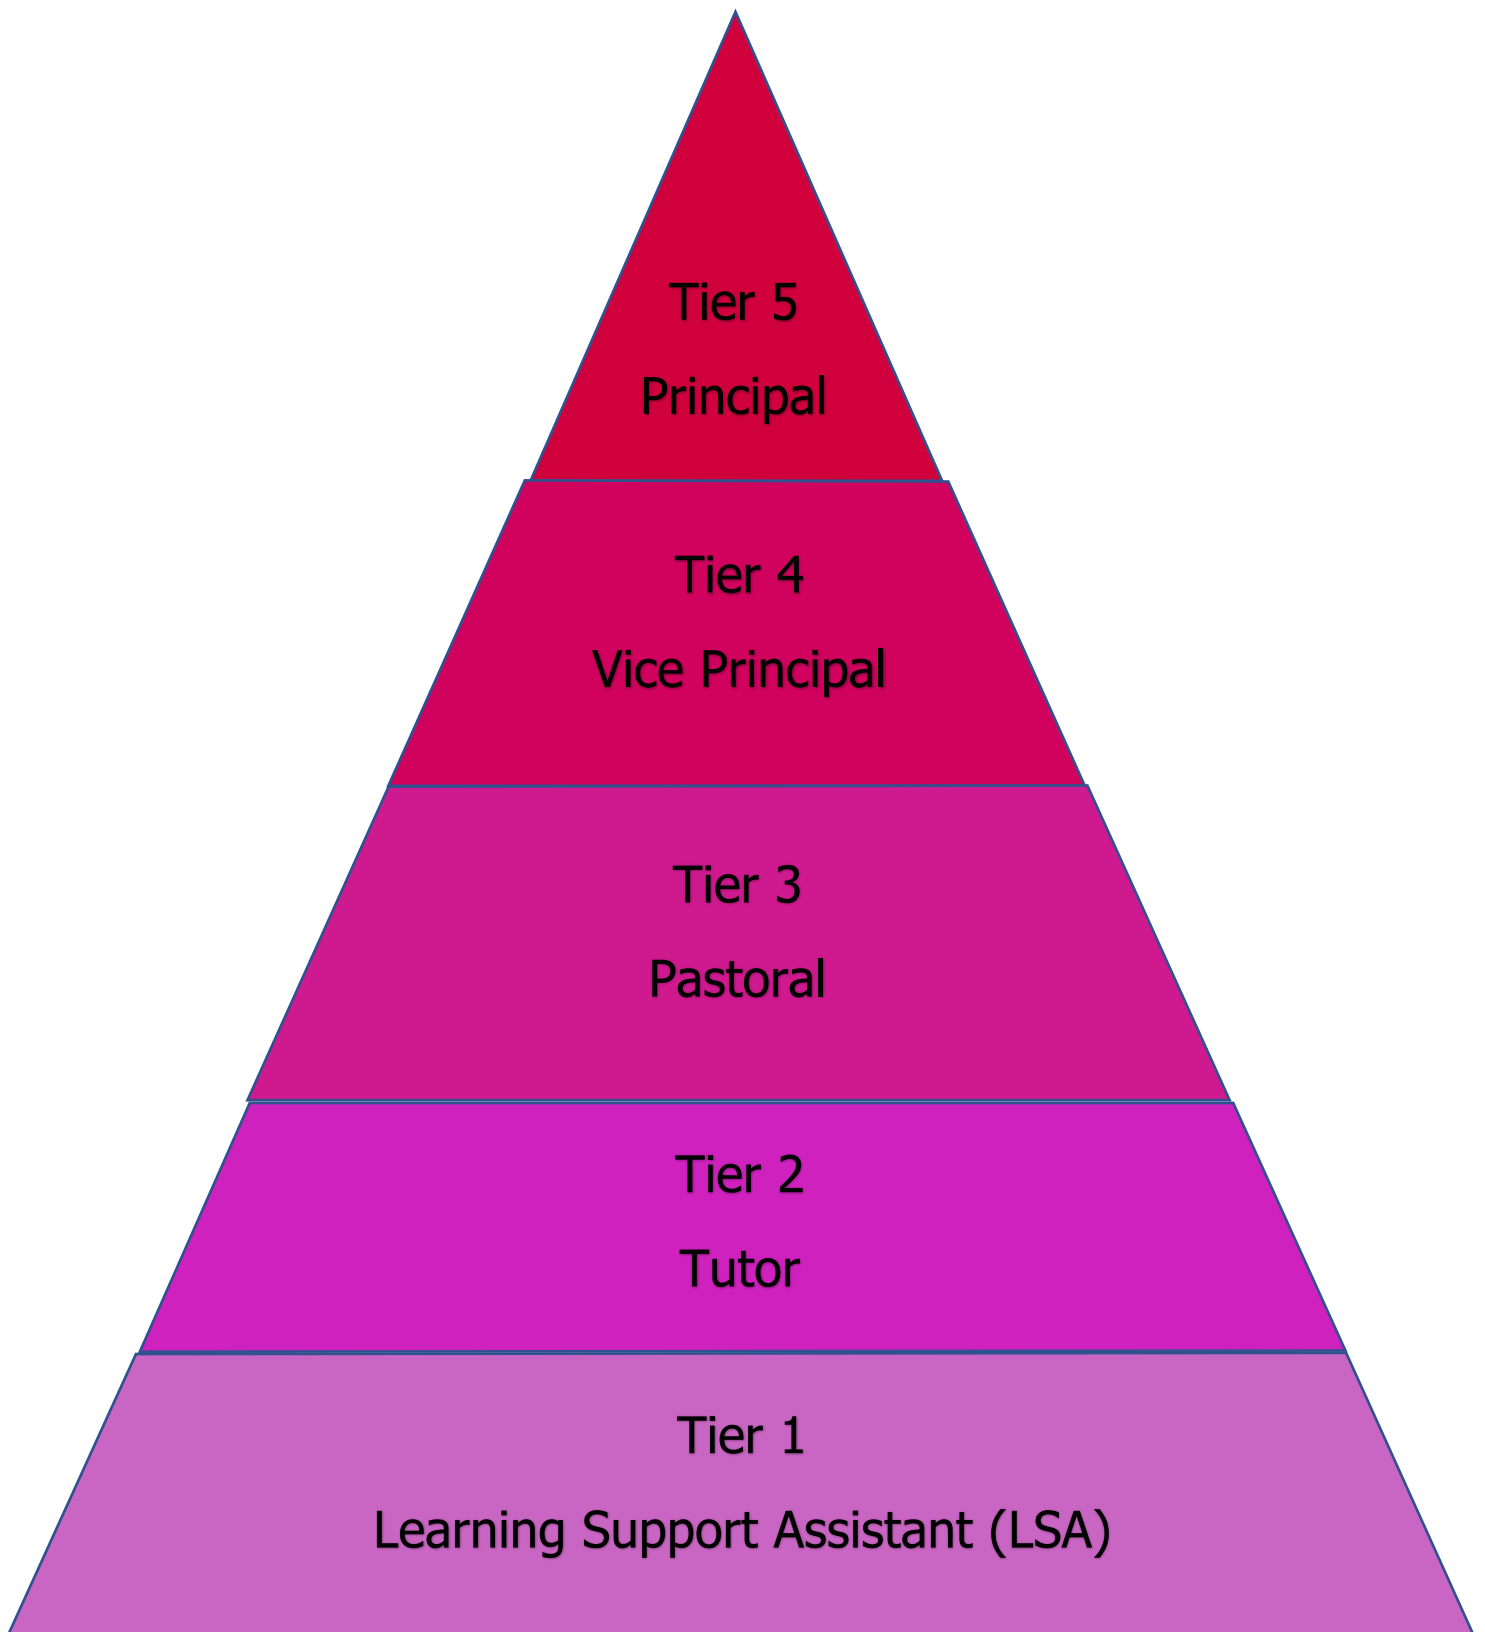 Tier 5
Principal
Tier 4
Vice Principal
Tier 3
Pastoral
Tier 2
Tutor
Tier 1
Learning Support Assistant (LSA)